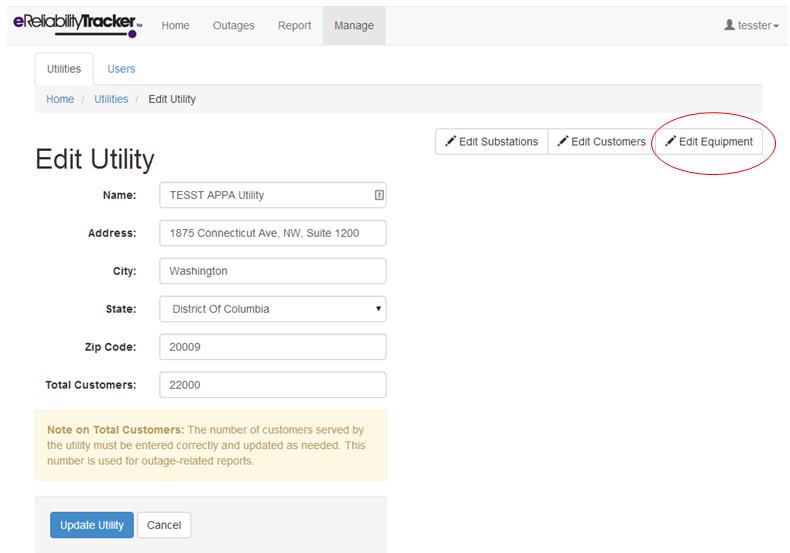 eReliabilityTracker™ Home Outages Report Manage tesster
Utilities Users
Home / Utilities / Edit Utility
Edit Substations Edit Customers Edit Equipment
Edit Utility
Name: TESST APPA Utility
Address: 1875 Connecticut Ave, NW, Suite 1200
City: Washington
State: District Of Columbia
Zip Code: 20009
Total Customers: 22000
Note on Total Customers: The number of customers served by
the utility must be entered correctly and updated as needed. This
number is used for outage-related reports.
Update Utility Cancel